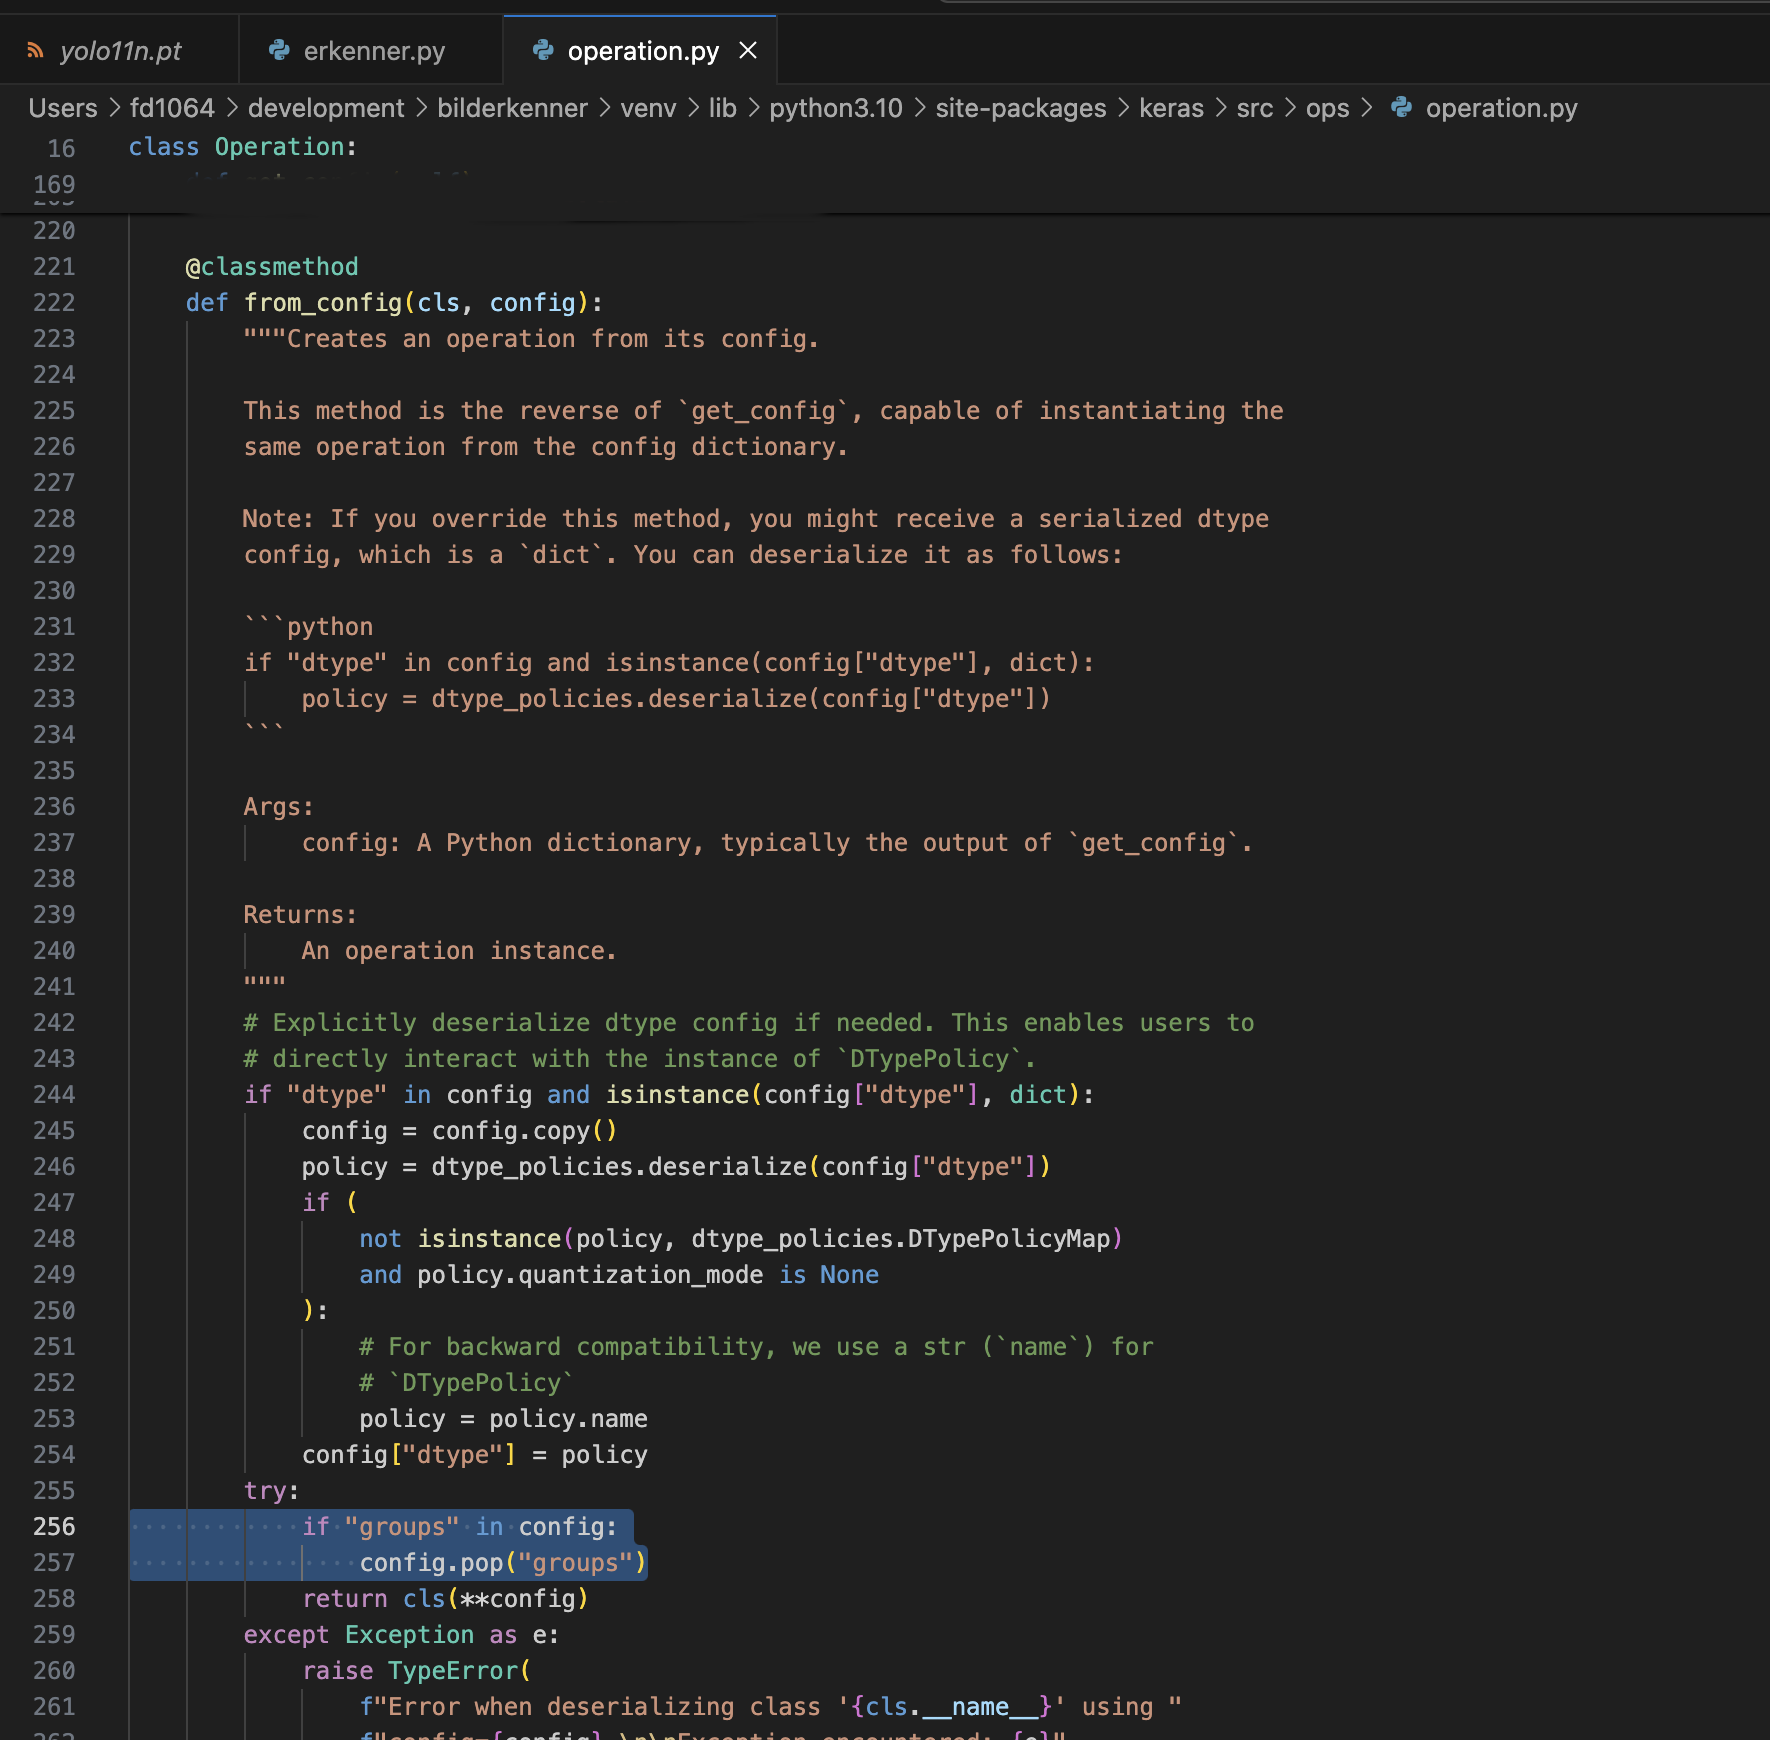 yolo11n.pt erkenner.py operation.py
Users > fd1064 > development > bilderkenner > venv > lib > python3.10 > site-packages > keras > src > ops > operation.py
16 class Operation:
169
220
221 @classmethod
222 def from_config(cls, config):
223 """Creates an operation from its config.
224
225 This method is the reverse of `get_config`, capable of instantiating the
226 same operation from the config dictionary.
227
228 Note: If you override this method, you might receive a serialized dtype
229 config, which is a `dict`. You can deserialize it as follows:
230
231 ```python
232 if "dtype" in config and isinstance(config["dtype"], dict):
233 policy = dtype_policies.deserialize(config["dtype"])
234 ```
235
236 Args:
237 config: A Python dictionary, typically the output of `get_config`.
238
239 Returns:
240 An operation instance.
241 """
242 # Explicitly deserialize dtype config if needed. This enables users to
243 # directly interact with the instance of `DTypePolicy`.
244 if "dtype" in config and isinstance(config["dtype"], dict):
245 config = config.copy()
246 policy = dtype_policies.deserialize(config["dtype"])
247 if (
248 not isinstance(policy, dtype_policies.DTypePolicyMap)
249 and policy.quantization_mode is None
250 ):
251 # For backward compatibility, we use a str (`name`) for
252 # `DTypePolicy`
253 policy = policy.name
254 config["dtype"] = policy
255 try:
256 if "groups" in config:
257 config.pop("groups")
258 return cls(**config)
259 except Exception as e:
260 raise TypeError(
261 f"Error when deserializing class '{cls.__name__}' using "
262 f"config={config}.\n\nException encountered: {e}"